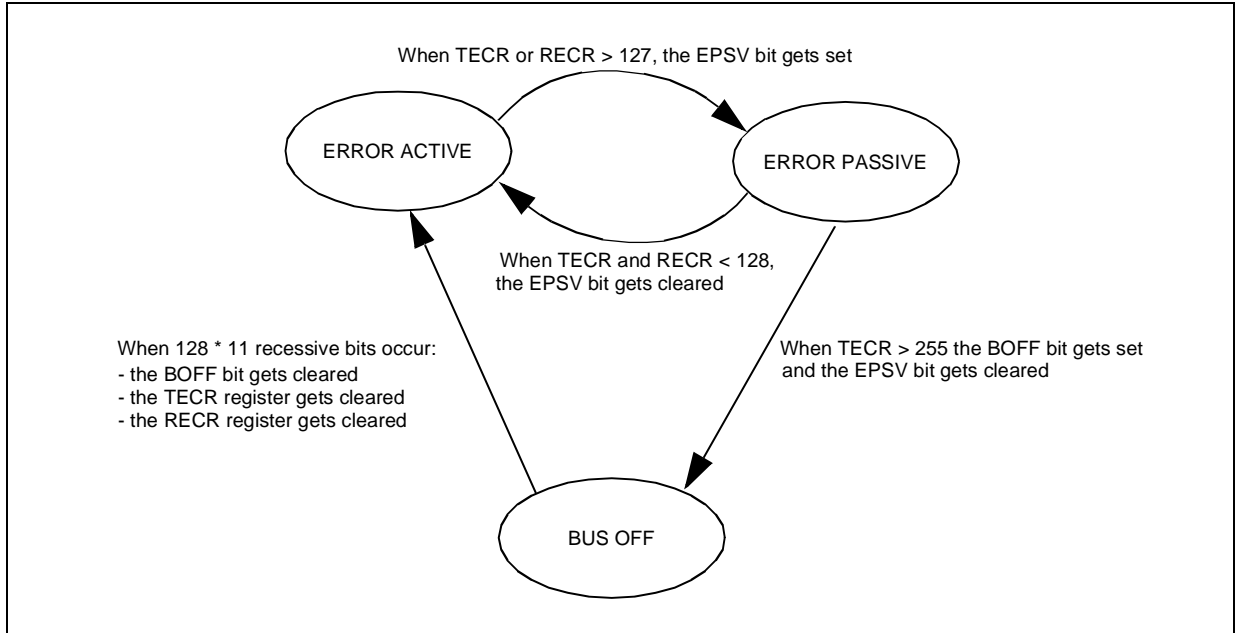 When TECR or RECR > 127, the EPSV bit gets set
ERROR ACTIVE
ERROR PASSIVE
When TECR and RECR < 128,
the EPSV bit gets cleared
When 128 * 11 recessive bits occur:
- the BOFF bit gets cleared
- the TECR register gets cleared
- the RECR register gets cleared
When TECR > 255 the BOFF bit gets set
and the EPSV bit gets cleared
BUS OFF